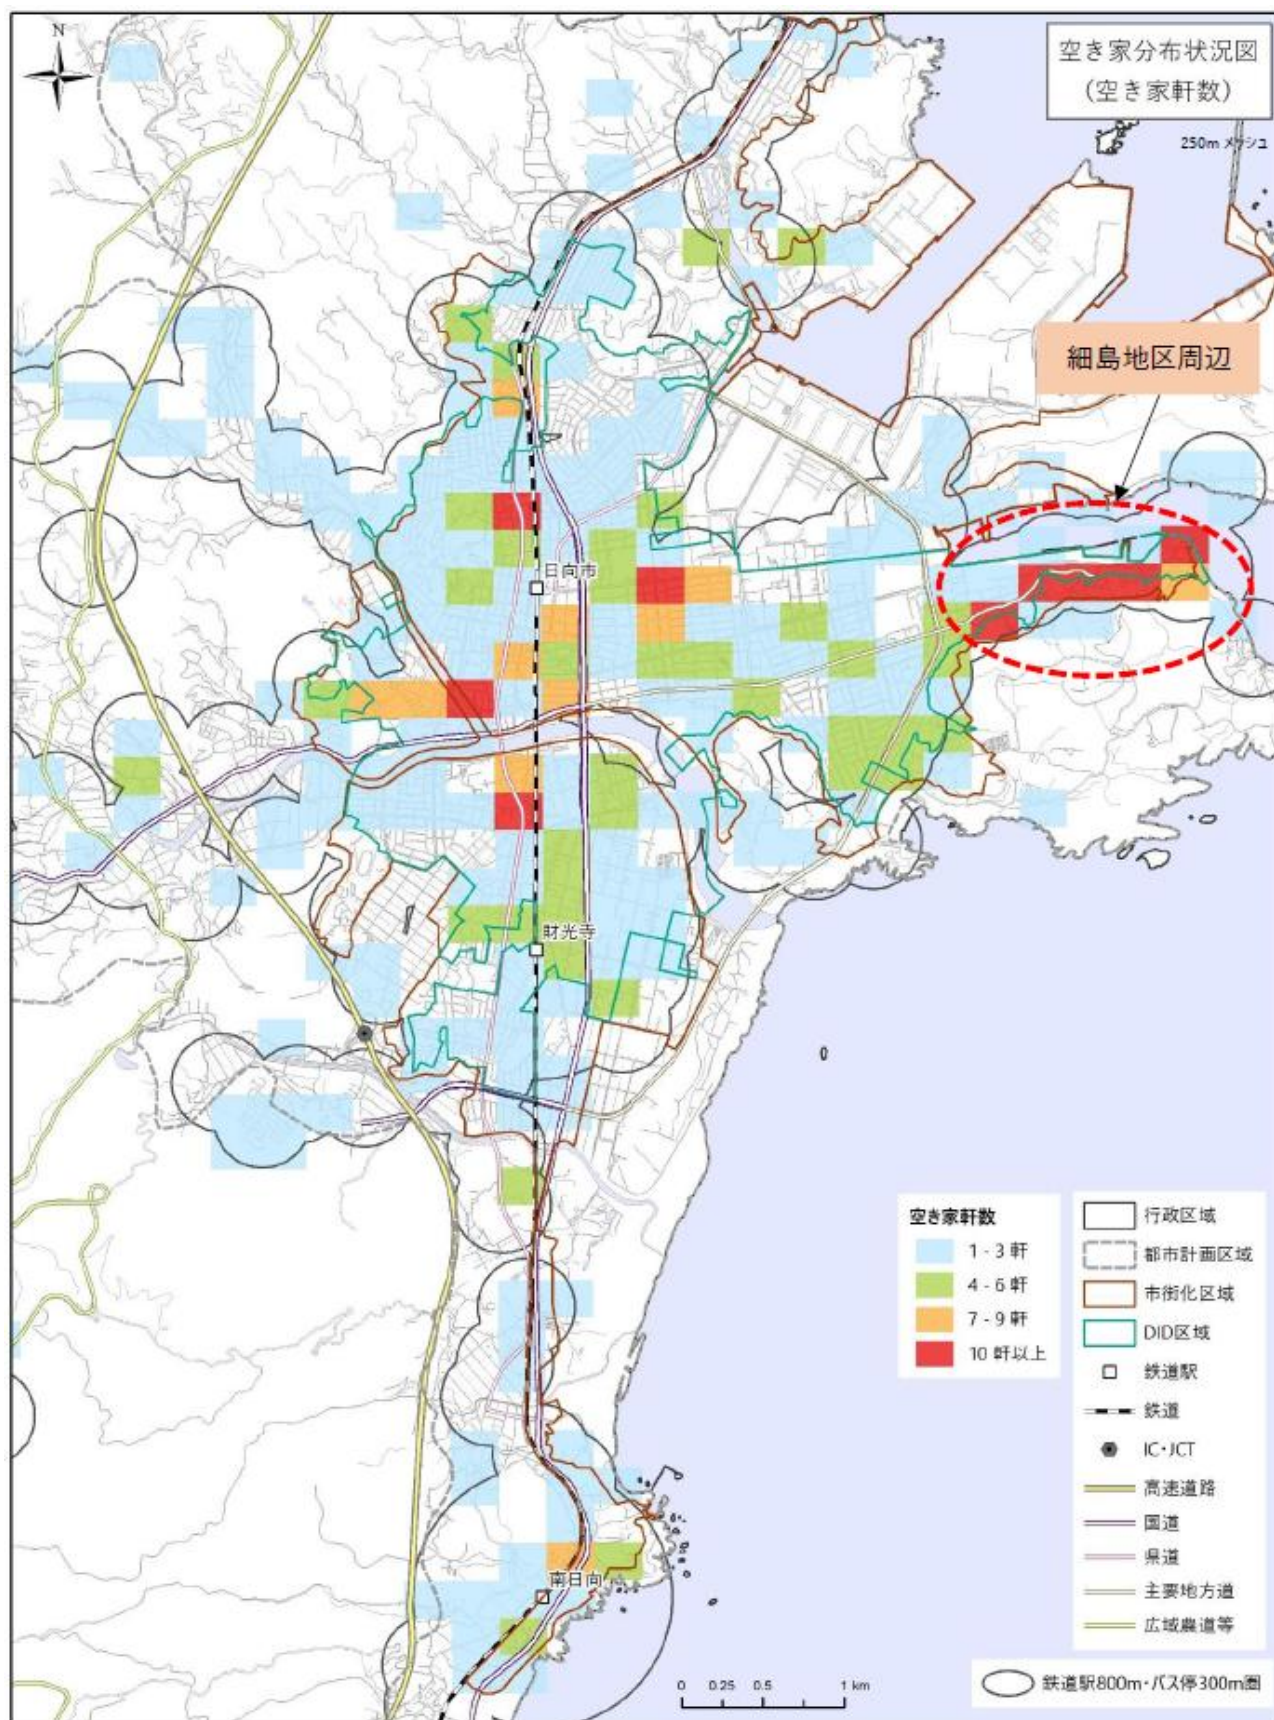 N
空き家分布状況図
(空き家軒数)
250m メッシュ
細島地区周辺
日向市
財光寺
南日向
空き家軒数
1 - 3 軒
4 - 6 軒
7 - 9 軒
10 軒以上
行政区域
都市計画区域
市街化区域
DID区域
鉄道駅
鉄道
IC・JCT
高速道路
国道
県道
主要地方道
広域農道等
0 0.25 0.5 1 km
鉄道駅800m・バス停300m圏